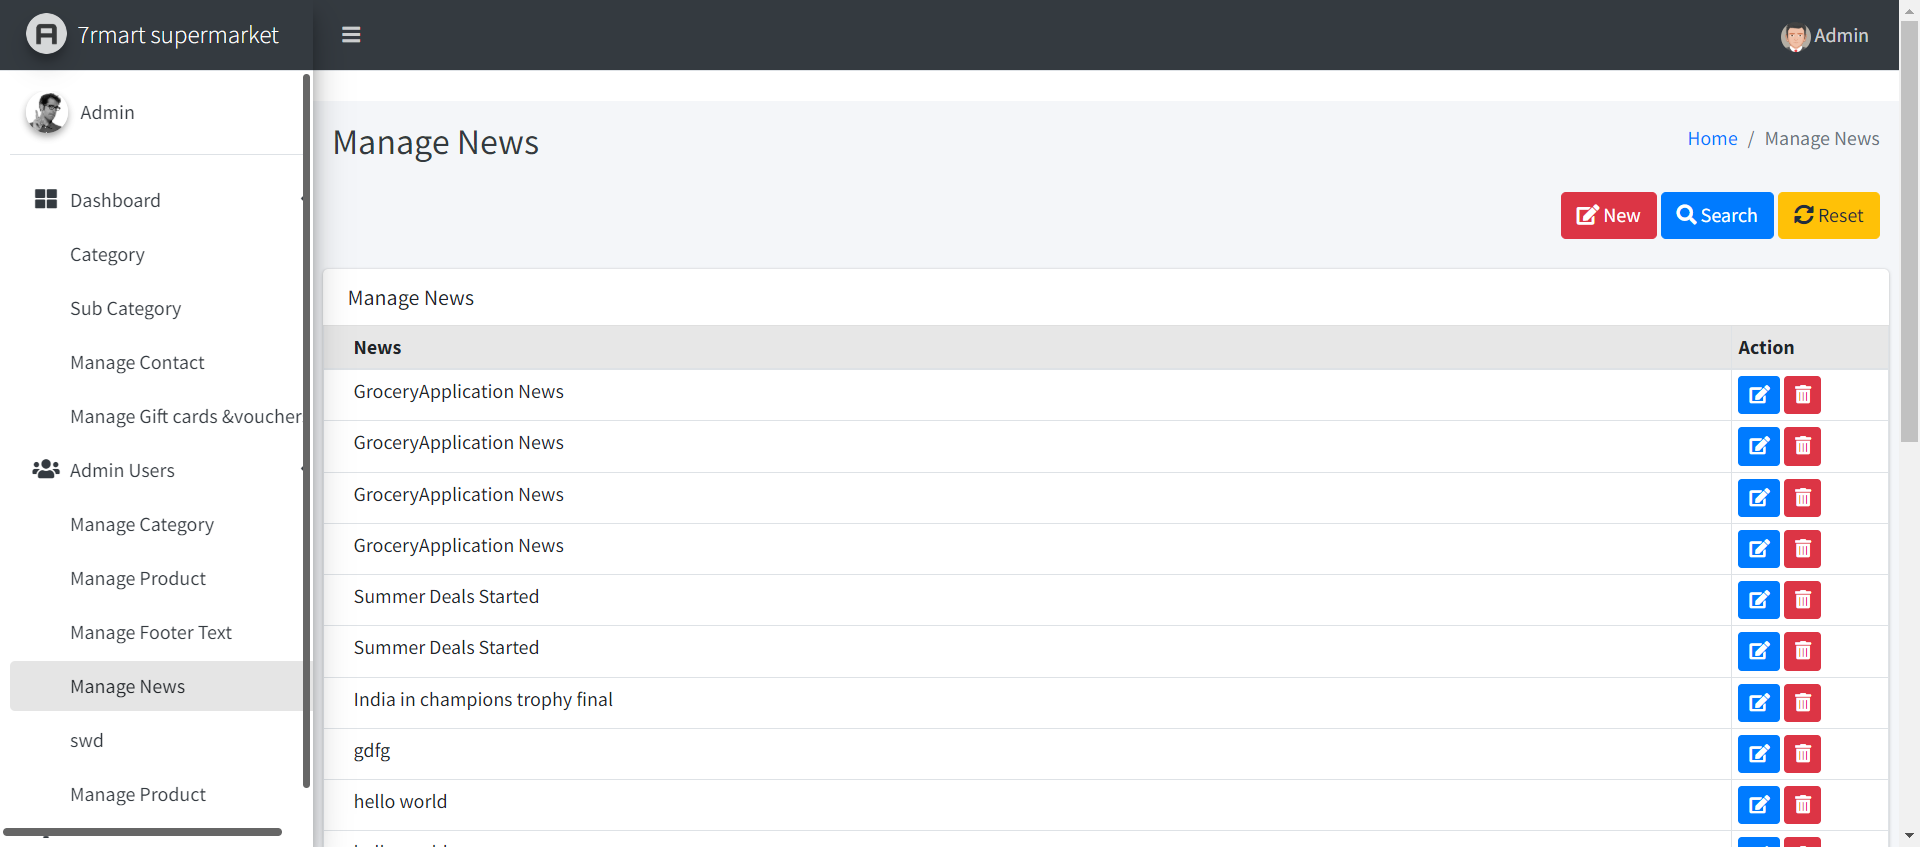 7rmart supermarket
Admin
Admin
Dashboard
Category
Sub Category
Manage Contact
Manage Gift cards &voucher
Admin Users
Manage Category
Manage Product
Manage Footer Text
Manage News
swd
Manage Product
Manage News
Home / Manage News
New Search Reset
Manage News
News Action
GroceryApplication News
GroceryApplication News
GroceryApplication News
GroceryApplication News
Summer Deals Started
Summer Deals Started
India in champions trophy final
gdfg
hello world